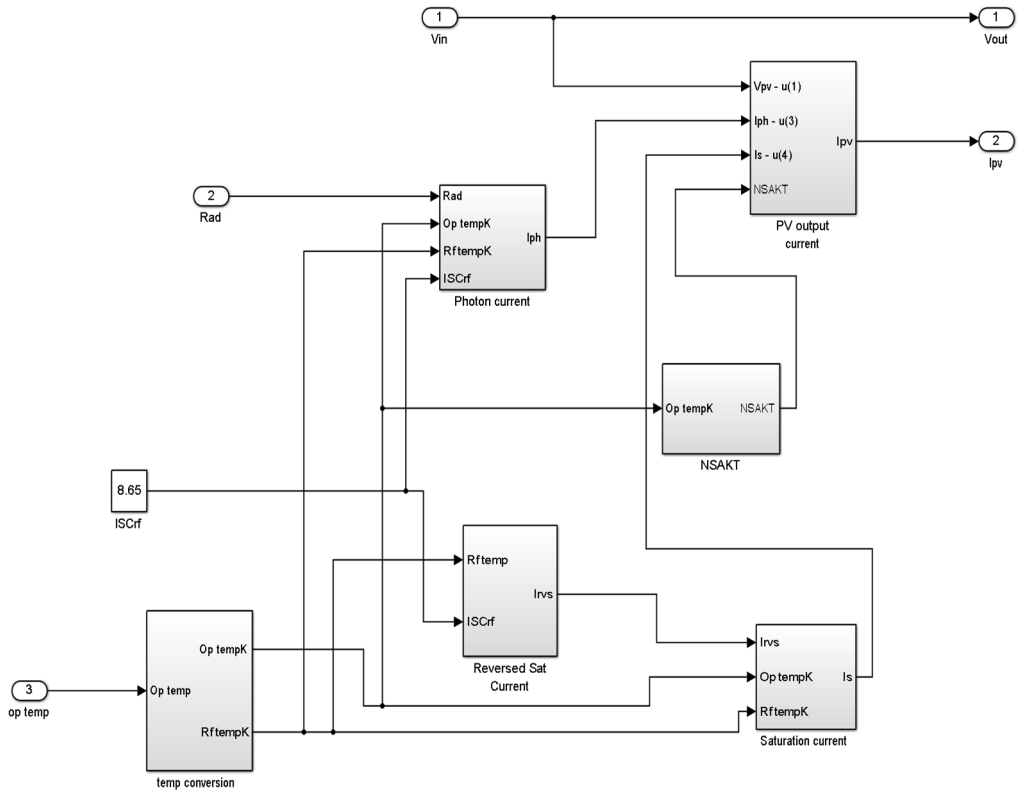 1
Vin
1
Vout
Vpv - u(1)
Iph - u(3)
Is - u(4)
NSAKT
Ipv
PV output
current
2
Ipv
2
Rad
Rad
Op tempK
RftempK
ISCrf
Iph
Photon current
Op tempK
NSAKT
NSAKT
8.65
ISCrf
Rftemp
ISCrf
Irvs
Reversed Sat
Current
3
op temp
Op temp
Op tempK
RftempK
temp conversion
Irvs
Op tempK
RftempK
Is
Saturation current